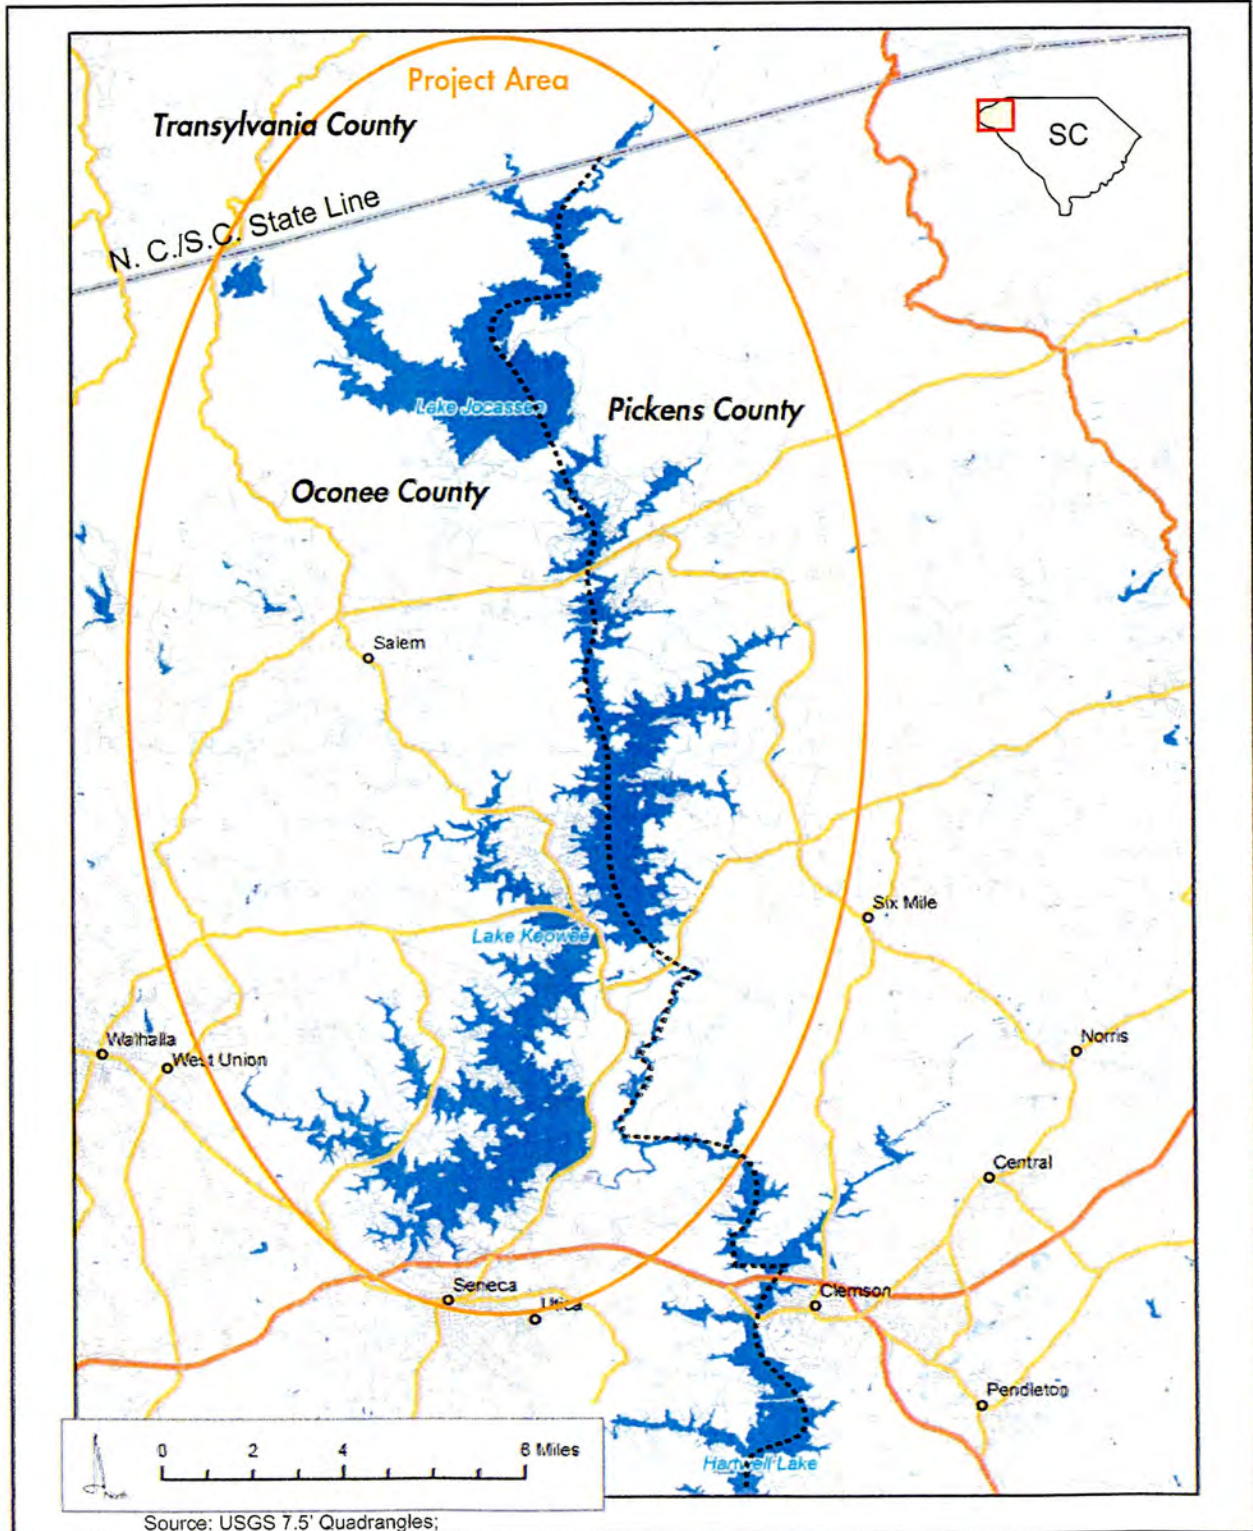 Project Area
Transylvania County
SC
N. C./S.C. State Line
Lake Jocassee
Pickens County
Oconee County
Salem
Six Mile
Lake Keowee
Walhalla
West Union
Norris
Central
Seneca
Utica
Clemson
Pendleton
Hartwell Lake
0 2 4 8 Miles
North
Source: USGS 7.5' Quadrangles;